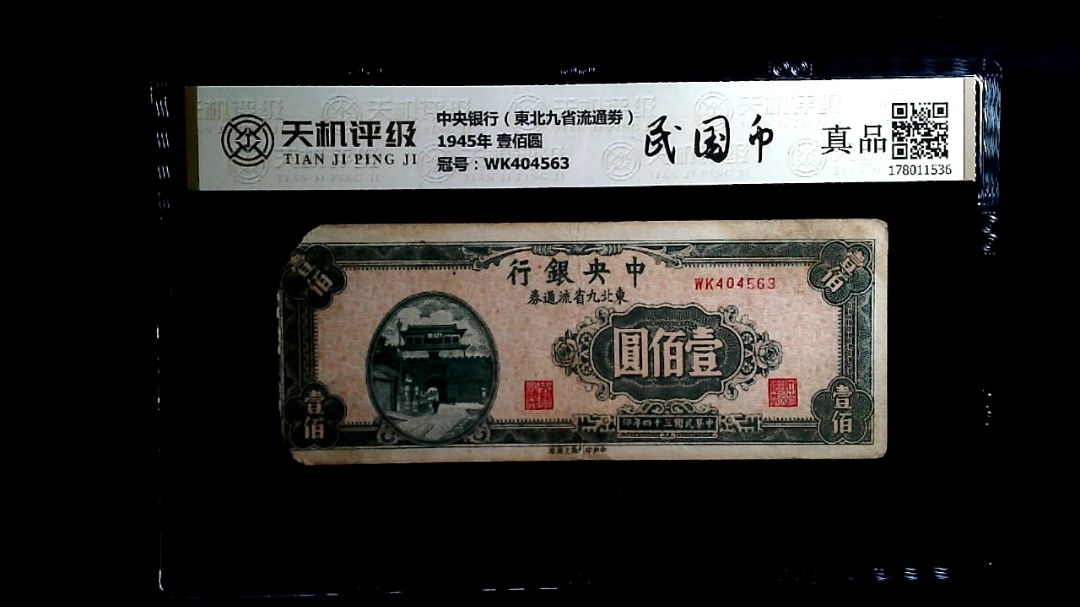 天机评级
TIAN JI PING JI
中央银行（東北九省流通券）
1945年 壹佰圆
冠号：WK404563
民国币
真品
178011536
行銀央中
券通流省九北東
WK404563
圓佰壹
壹佰
壹佰
壹佰
壹佰
印年四十三國民華中